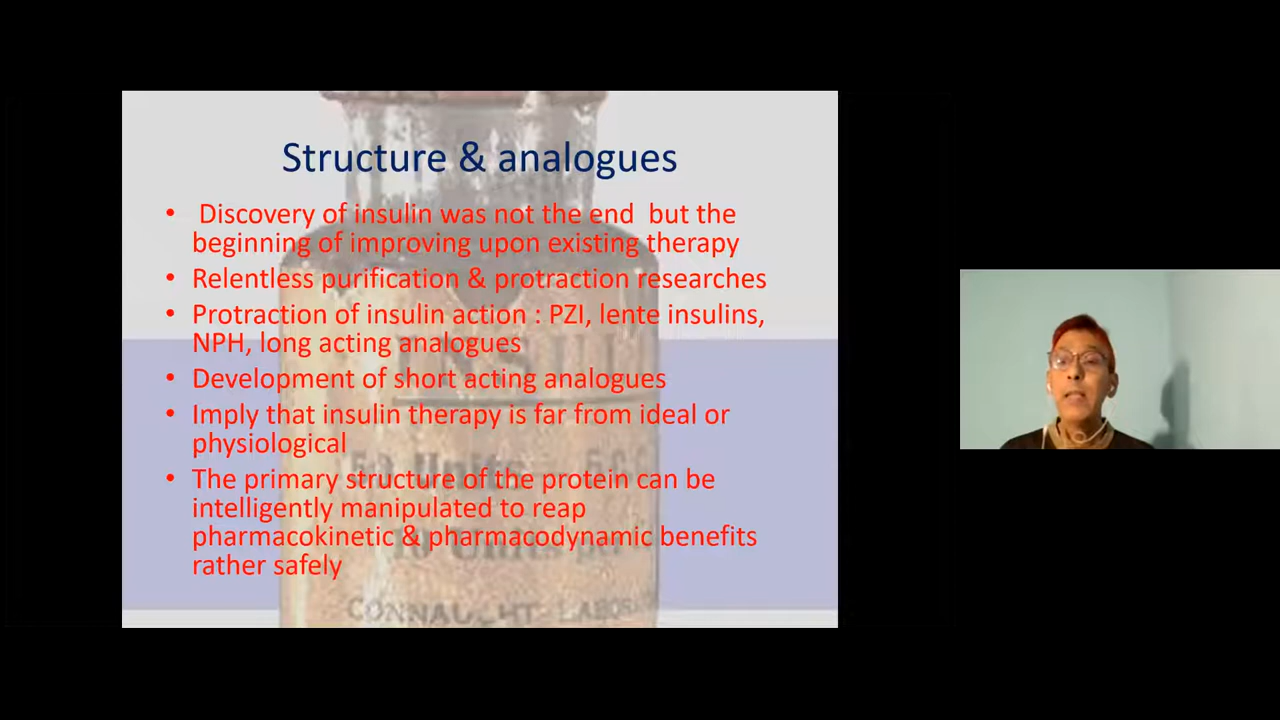 Structure & analogues
• Discovery of insulin was not the end but the
beginning of improving upon existing therapy
• Relentless purification & protraction researches
• Protraction of insulin action : PZI, lente insulins,
NPH, long acting analogues
• Development of short acting analogues
• Imply that insulin therapy is far from ideal or
physiological
• The primary structure of the protein can be
intelligently manipulated to reap
pharmacokinetic & pharmacodynamic benefits
rather safely
Units
10 Units
CONNAUGHT